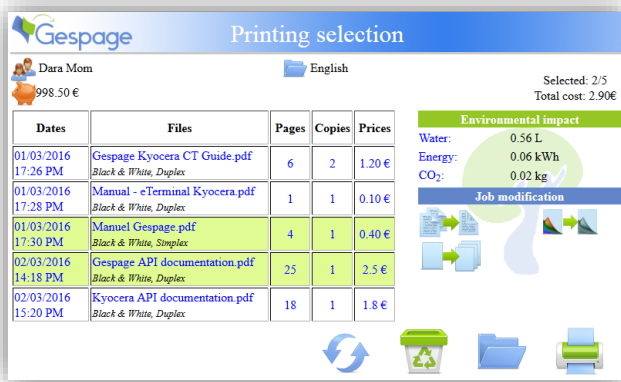 Gespage
Printing selection
Dara Mom
English
998.50 €
Selected: 2/5
Total cost: 2.90€
Dates Files Pages Copies Prices
01/03/2016 Gespage Kyocera CT Guide.pdf 6 2 1.20 €
17:26 PM Black & White, Duplex
01/03/2016 Manual - eTerminal Kyocera.pdf 1 1 0.10 €
17:28 PM Black & White, Duplex
01/03/2016 Manuel Gespage.pdf 4 1 0.40 €
17:30 PM Black & White, Simplex
02/03/2016 Gespage API documentation.pdf 25 1 2.5 €
14:18 PM Black & White, Duplex
02/03/2016 Kyocera API documentation.pdf 18 1 1.8 €
15:20 PM Black & White, Duplex
Environmental impact
Water: 0.56 L
Energy: 0.06 kWh
CO2: 0.02 kg
Job modification